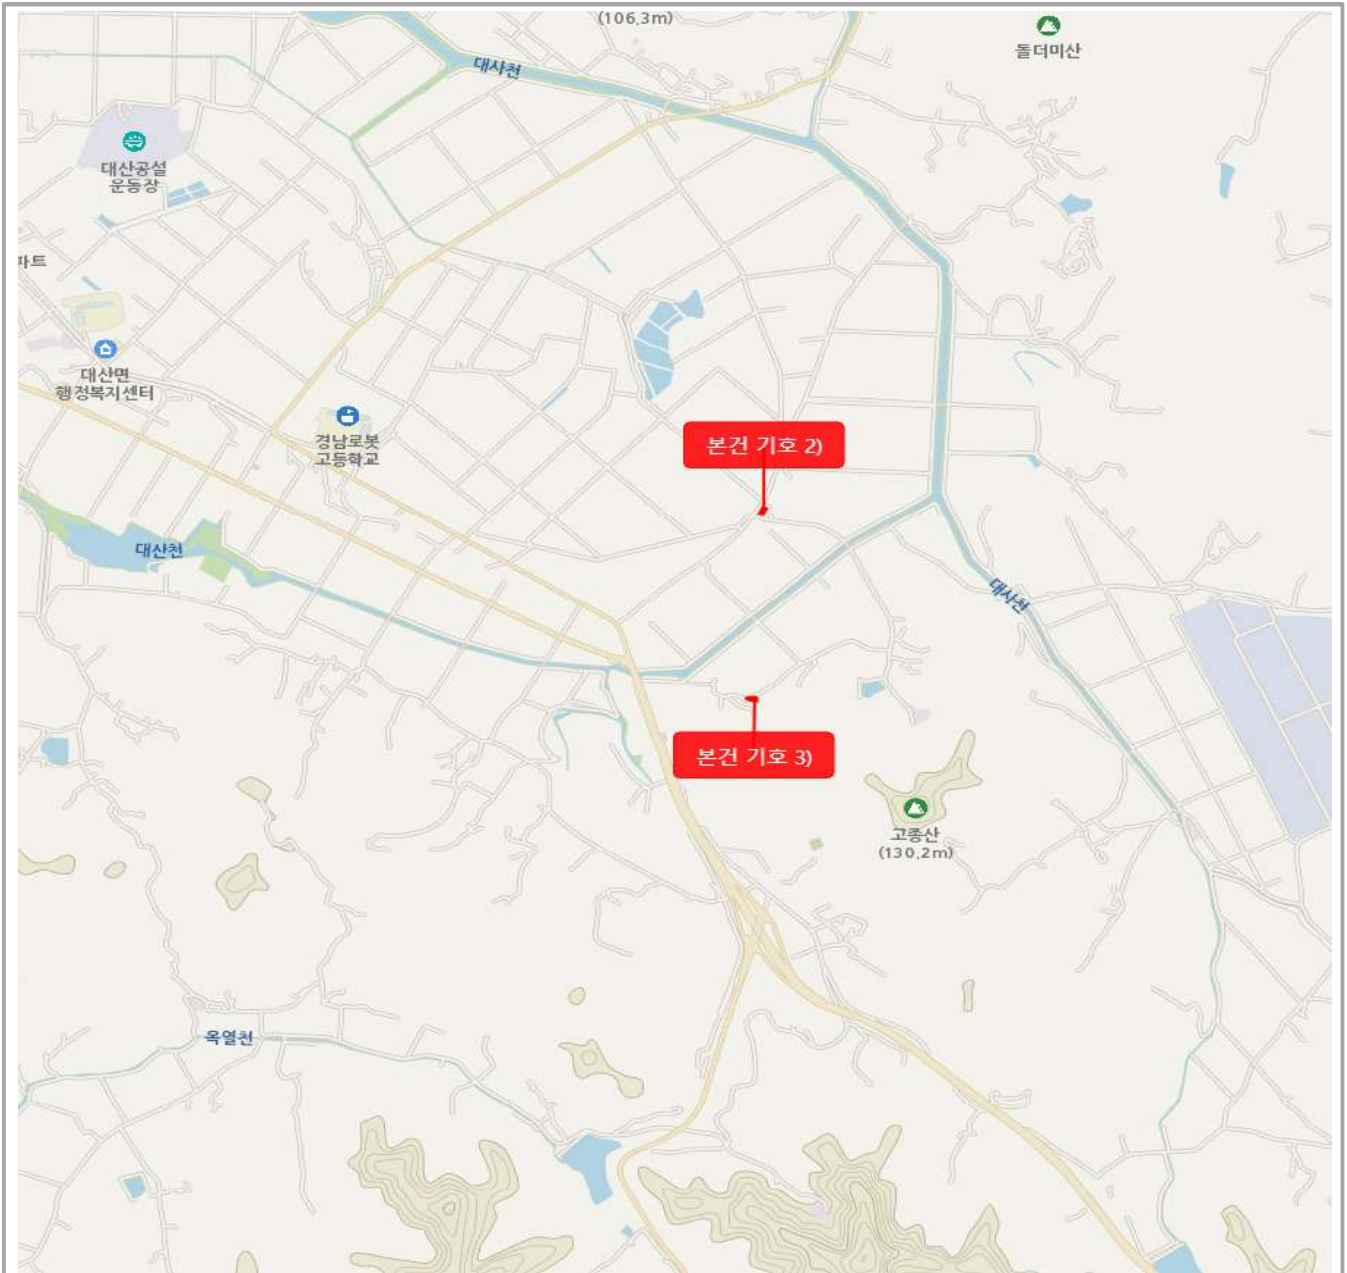 (106.3m)
돌더미산
대사천
대산공설
운동장
파트
대산면
행정복지센터
경남로봇
고등학교
본건 기호 2)
대산천
대사천
본건 기호 3)
고종산
(130.2m)
옥열천